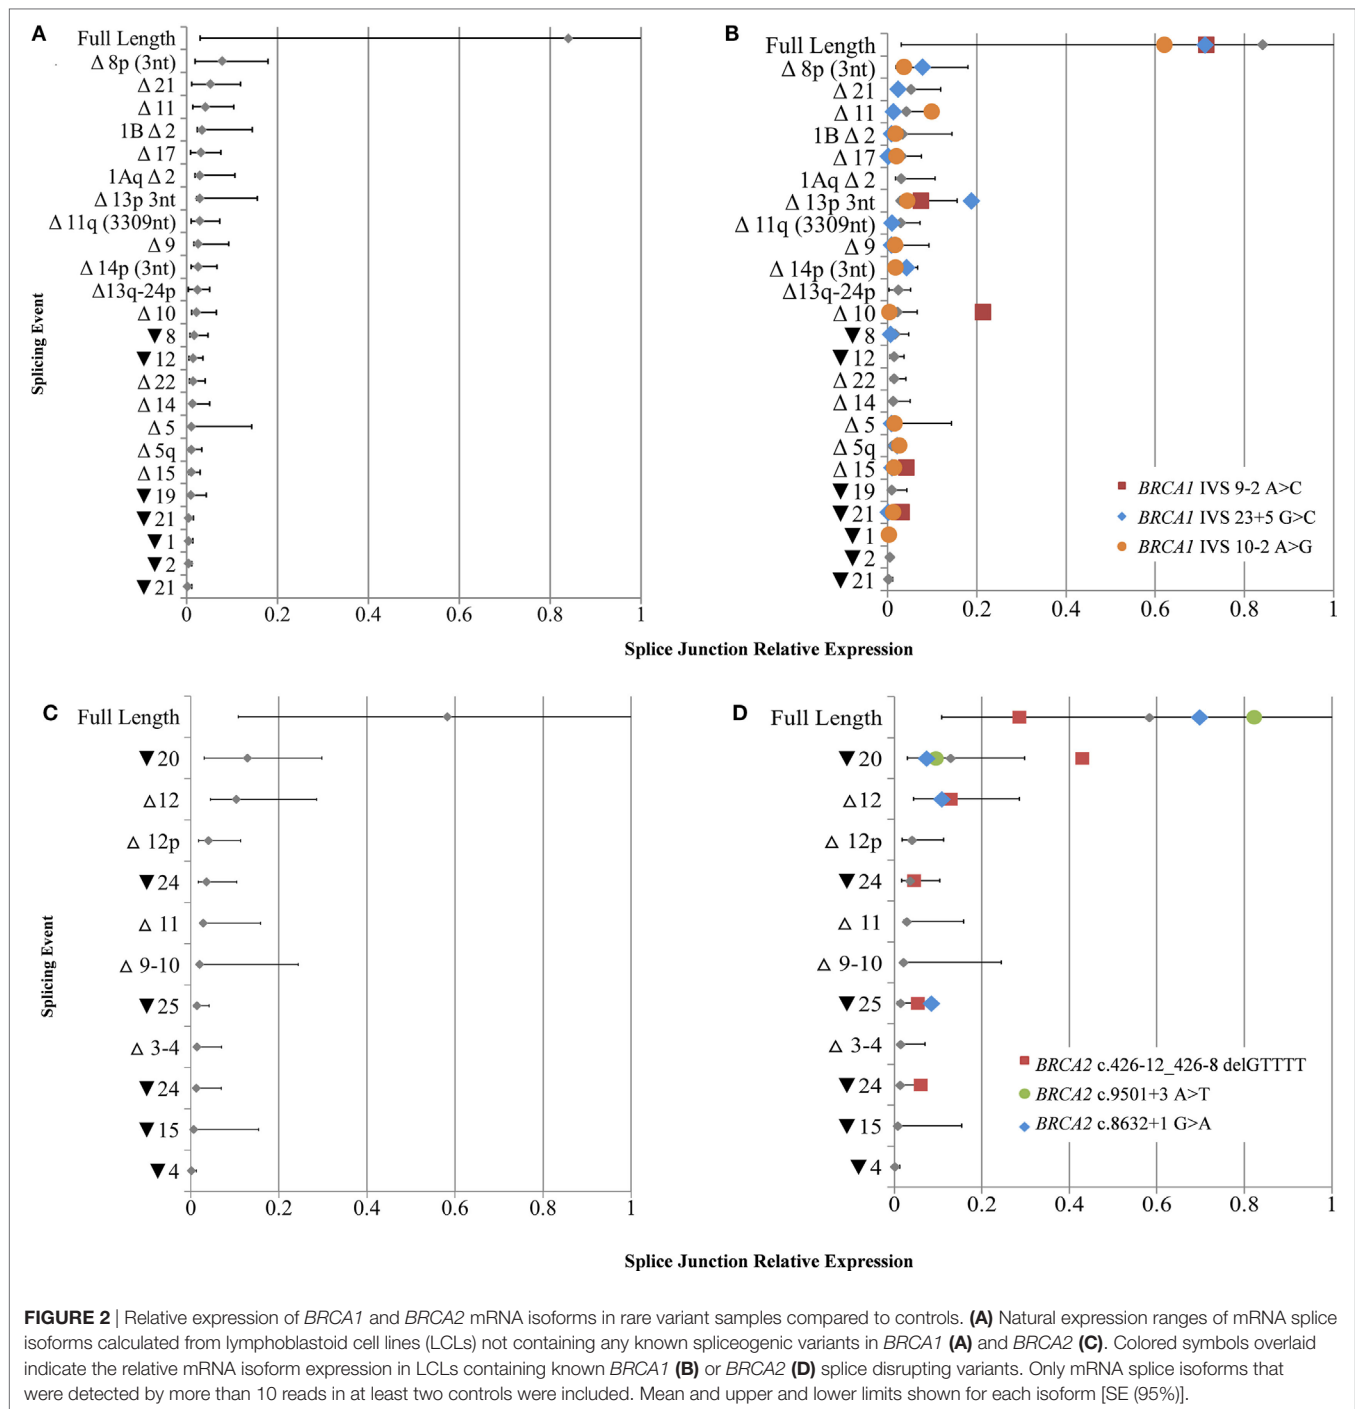 A
Full Length
Δ 8p (3nt)
Δ 21
Δ 11
1B Δ 2
Δ 17
1Aq Δ 2
Δ 13p 3nt
Δ 11q (3309nt)
Δ 9
Δ 14p (3nt)
Δ13q-24p
Δ 10
▼8
▼12
Δ 22
Δ 14
Δ 5
Δ 5q
Δ 15
▼19
▼21
▼1
▼2
▼21
Splicing Event
0 0.2 0.4 0.6 0.8 1
B
Full Length
Δ 8p (3nt)
Δ 21
Δ 11
1B Δ 2
Δ 17
1Aq Δ 2
Δ 13p 3nt
Δ 11q (3309nt)
Δ 9
Δ 14p (3nt)
Δ13q-24p
Δ 10
▼8
▼12
Δ 22
Δ 14
Δ 5
Δ 5q
Δ 15
▼19
▼21
▼1
▼2
▼21
BRCA1 IVS 9-2 A>C
BRCA1 IVS 23+5 G>C
BRCA1 IVS 10-2 A>G
0 0.2 0.4 0.6 0.8 1
Splice Junction Relative Expression
C
Full Length
▼20
Δ12
Δ 12p
▼24
Δ 11
Δ 9-10
▼25
Δ 3-4
▼24
▼15
▼4
Splicing Event
0 0.2 0.4 0.6 0.8 1
D
Full Length
▼20
Δ12
Δ 12p
▼24
Δ 11
Δ 9-10
▼25
Δ 3-4
▼24
▼15
▼4
BRCA2 c.426-12_426-8 delGTTTT
BRCA2 c.9501+3 A>T
BRCA2 c.8632+1 G>A
0 0.2 0.4 0.6 0.8 1
Splice Junction Relative Expression
FIGURE 2 | Relative expression of BRCA1 and BRCA2 mRNA isoforms in rare variant samples compared to controls. (A) Natural expression ranges of mRNA splice
isoforms calculated from lymphoblastoid cell lines (LCLs) not containing any known spliceogenic variants in BRCA1 (A) and BRCA2 (C). Colored symbols overlaid
indicate the relative mRNA isoform expression in LCLs containing known BRCA1 (B) or BRCA2 (D) splice disrupting variants. Only mRNA splice isoforms that
were detected by more than 10 reads in at least two controls were included. Mean and upper and lower limits shown for each isoform [SE (95%)].